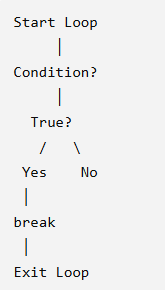 Start Loop
Condition?
True?
/ \
Yes No
break
Exit Loop